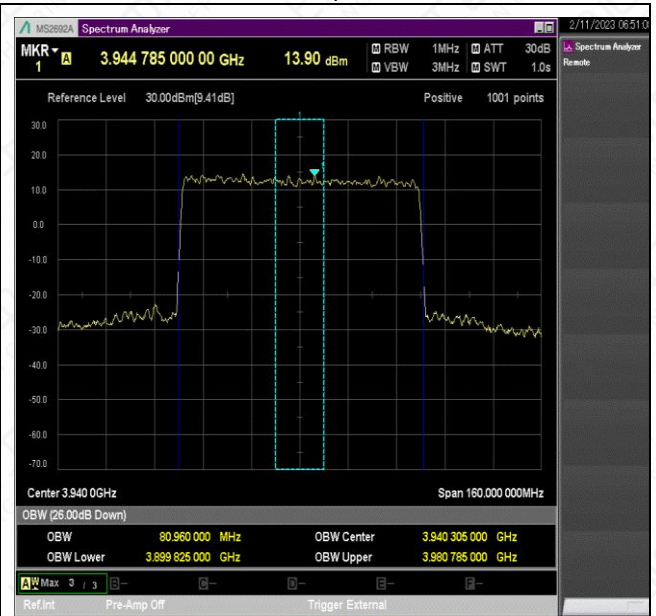 MS2692A Spectrum Analyzer
2/11/2023 06:51:0
MKR A 3.944 785 000 00 GHz 13.90 dBm M RBW 1MHz M ATT 30dB
1 M VBW 3MHz M SWT 1.0s
Spectrum Analyzer
Remote
Reference Level 30.00dBm[9.41dB] Positive 1001 points
1
30.0
20.0
10.0
0.0
-10.0
-20.0
-30.0
-40.0
-50.0
-60.0
-70.0
Center 3.940 0GHz Span 160.000 000MHz
OBW (26.00dB Down)
OBW 80.960 000 MHz OBW Center 3.940 305 000 GHz
OBW Lower 3.899 825 000 GHz OBW Upper 3.980 785 000 GHz
A W Max 3 / 3 B- C- D- E- F-
Ref.Int Pre-Amp Off Trigger External